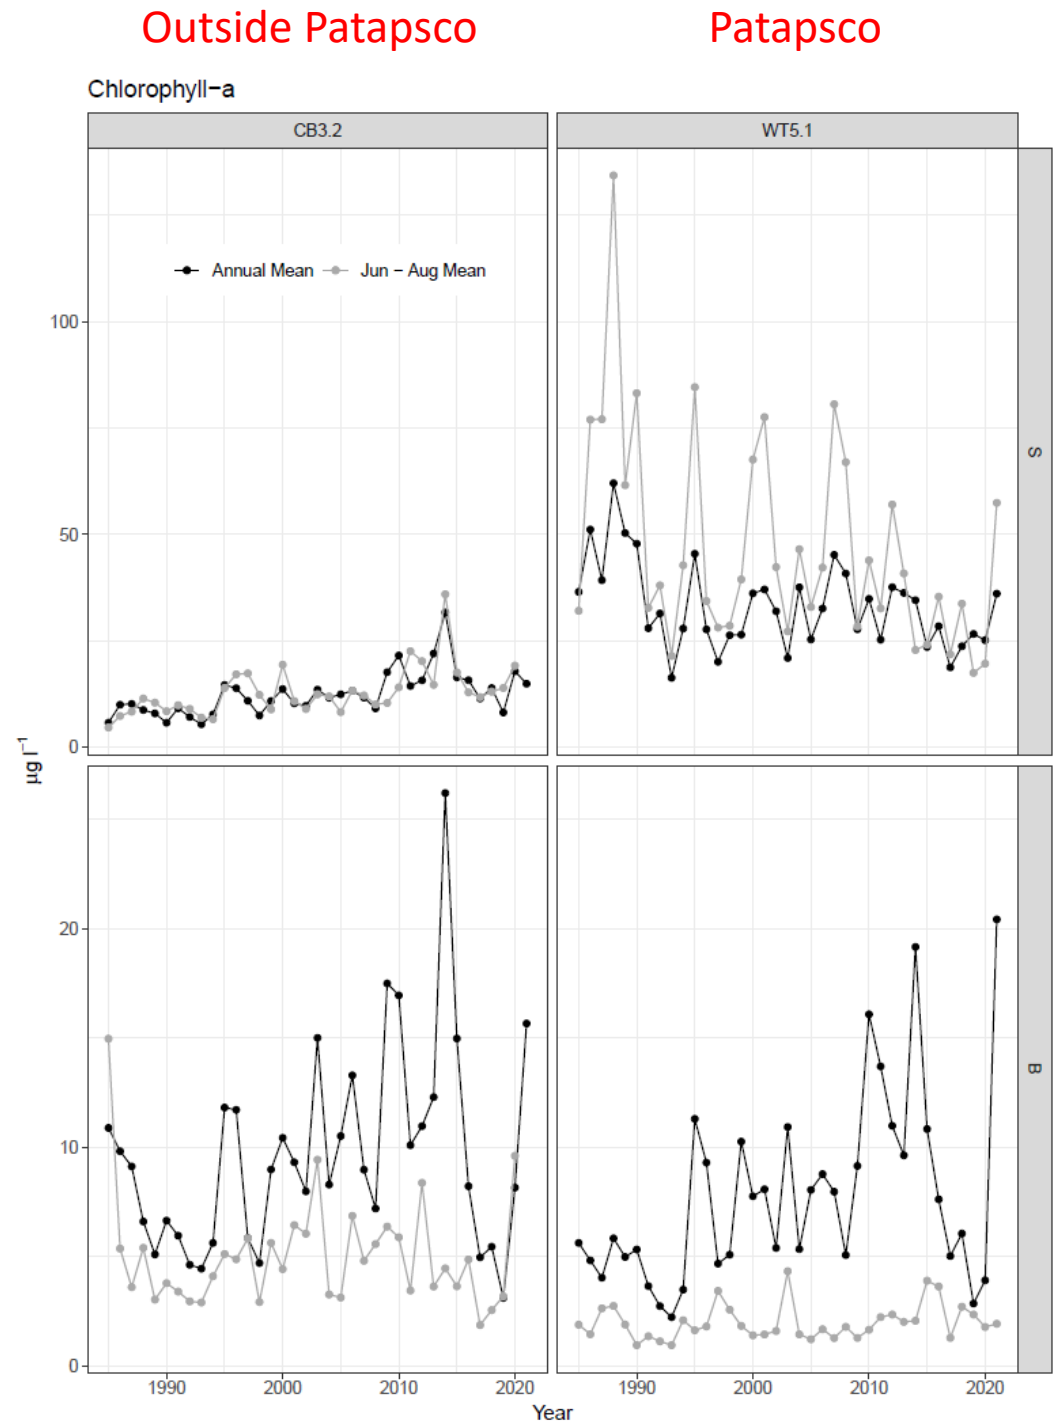 Outside Patapsco Patapsco
Chlorophyll−a
CB3.2 WT5.1
Annual Mean Jun − Aug Mean
100
50
0
S
µg l⁻¹
20
10
0
B
1990 2000 2010 2020 1990 2000 2010 2020
Year